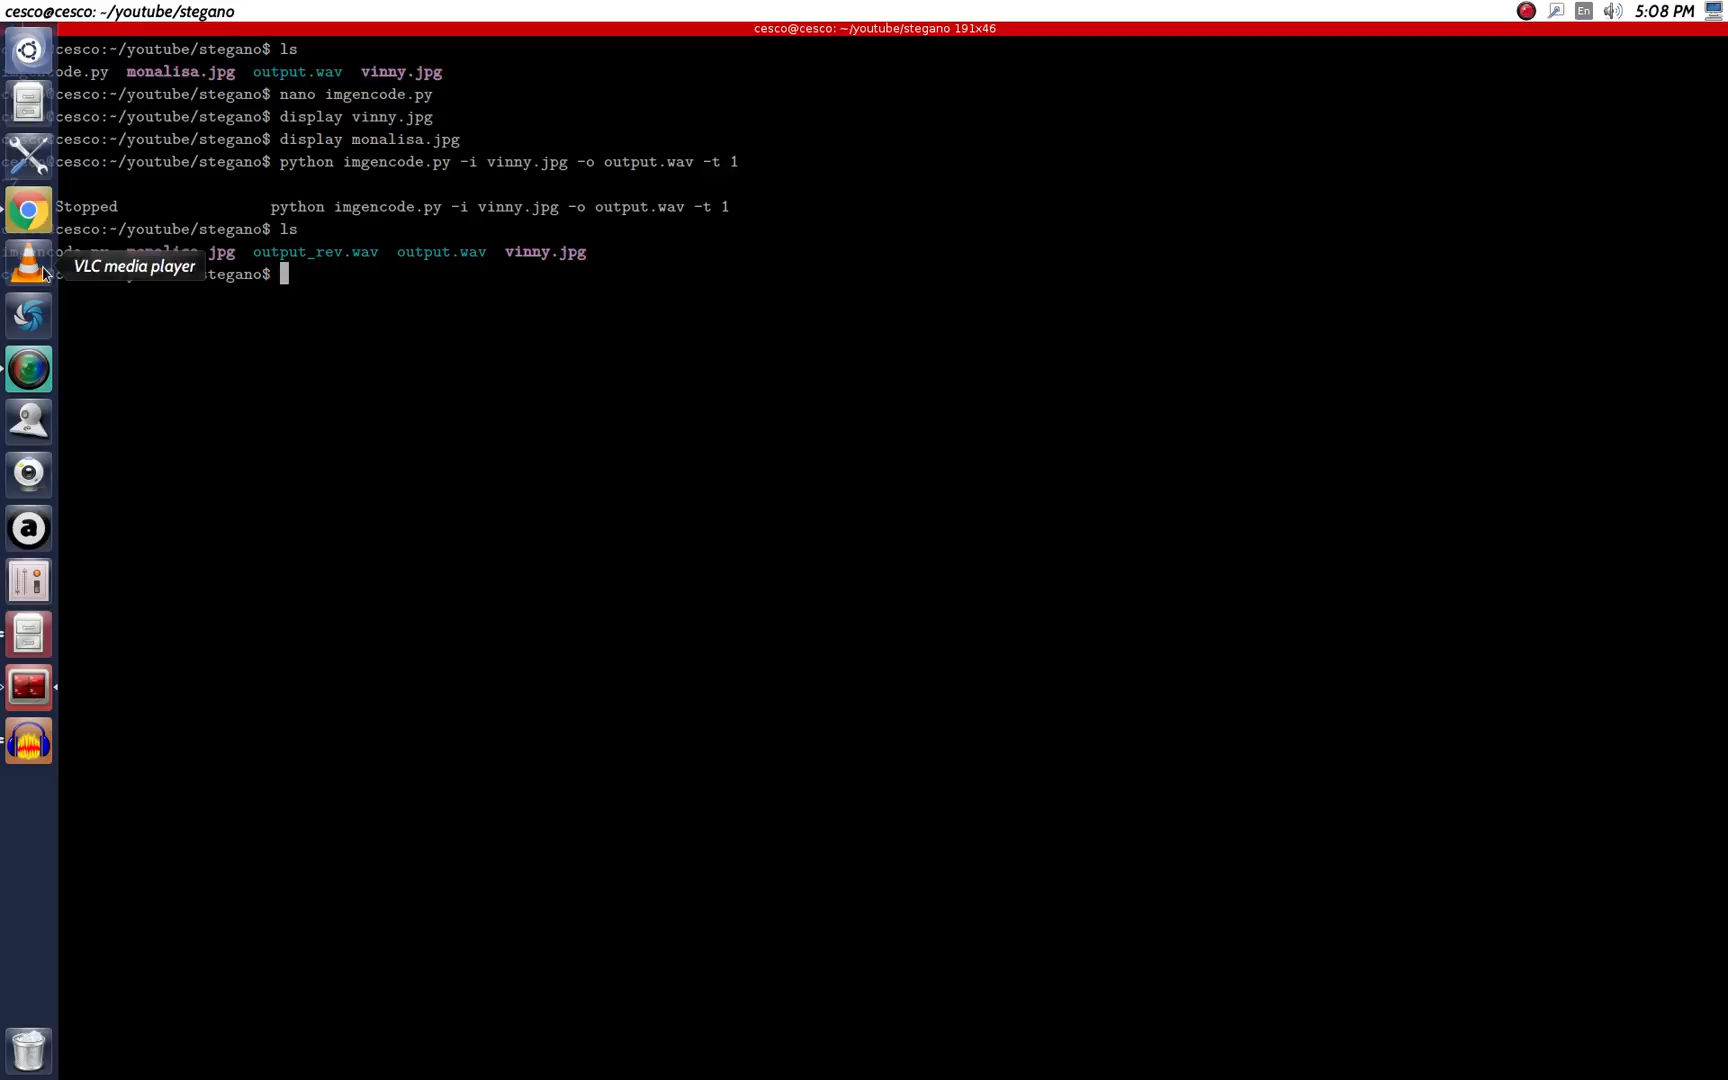 cesco@cesco: ~/youtube/stegano
En 5:08 PM
cesco@cesco: ~/youtube/stegano 191x46
cesco:~/youtube/stegano$ ls
ode.py monalisa.jpg output.wav vinny.jpg
cesco:~/youtube/stegano$ nano imgencode.py
cesco:~/youtube/stegano$ display vinny.jpg
cesco:~/youtube/stegano$ display monalisa.jpg
cesco:~/youtube/stegano$ python imgencode.py -i vinny.jpg -o output.wav -t 1
Stopped python imgencode.py -i vinny.jpg -o output.wav -t 1
cesco:~/youtube/stegano$ ls
imgencode.py monalisa.jpg output_rev.wav output.wav vinny.jpg
VLC media player
stegano$